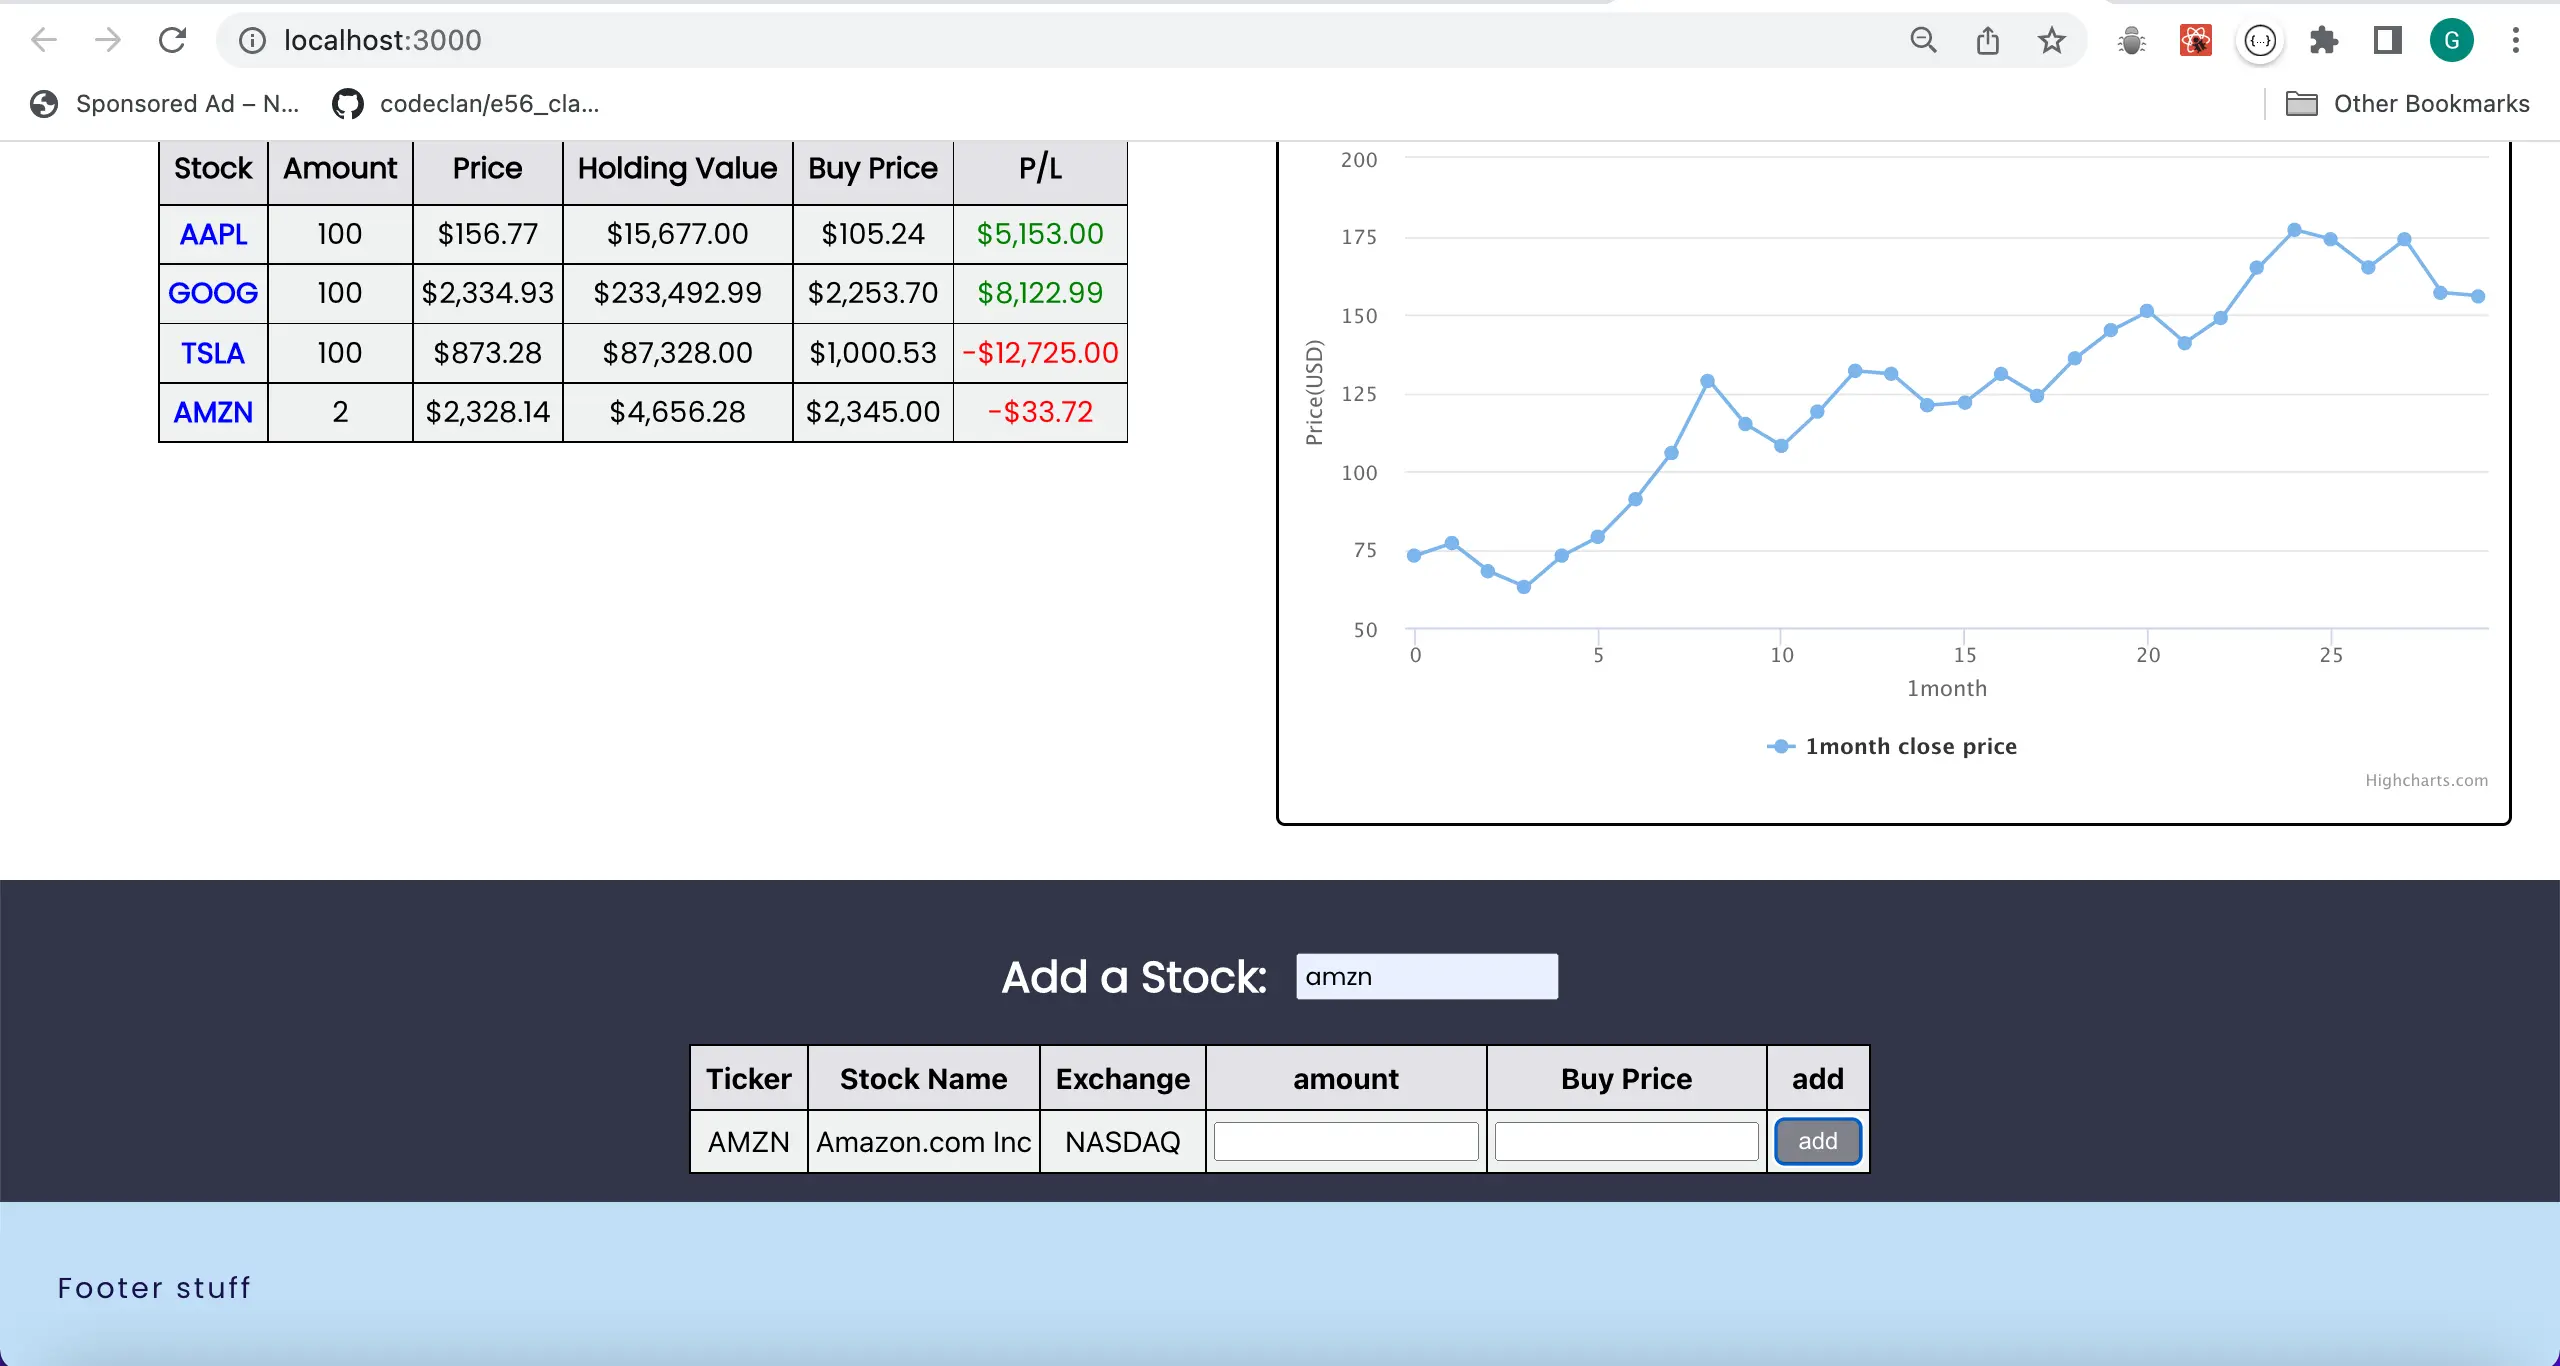 localhost:3000
G
Sponsored Ad – N...
codeclan/e56_cla...
Other Bookmarks
Stock Amount Price Holding Value Buy Price P/L
AAPL 100 $156.77 $15,677.00 $105.24 $5,153.00
GOOG 100 $2,334.93 $233,492.99 $2,253.70 $8,122.99
TSLA 100 $873.28 $87,328.00 $1,000.53 -$12,725.00
AMZN 2 $2,328.14 $4,656.28 $2,345.00 -$33.72
Price(USD)
200
175
150
125
100
75
50
0 5 10 15 20 25
1month
1month close price
Highcharts.com
Add a Stock: amzn
Ticker Stock Name Exchange amount Buy Price add
AMZN Amazon.com Inc NASDAQ add
Footer stuff